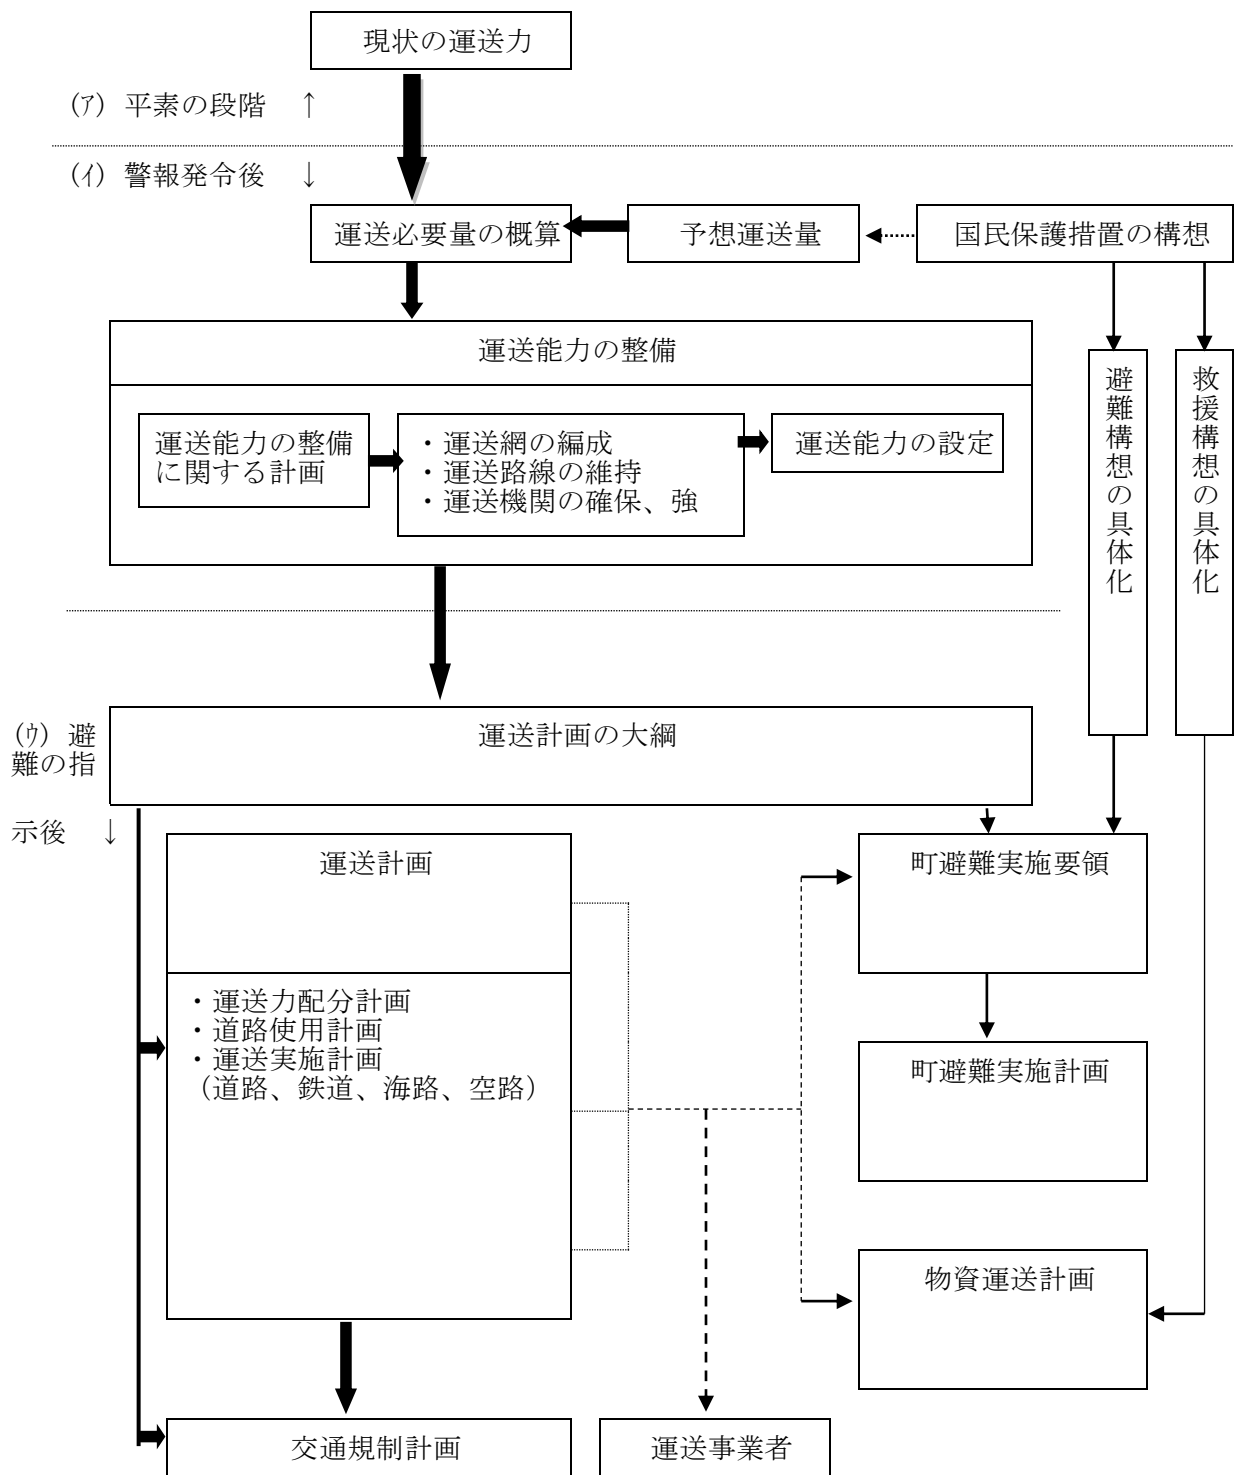 現状の運送力
(ア) 平素の段階 ↑
(イ) 警報発令後 ↓
運送必要量の概算
予想運送量
国民保護措置の構想
運送能力の整備
運送能力の整備
に関する計画
・運送網の編成
・運送路線の維持
・運送機関の確保、強
運送能力の設定
避難構想の具体化
救援構想の具体化
(ウ) 避
難の指
示後 ↓
運送計画の大綱
運送計画
・運送力配分計画
・道路使用計画
・運送実施計画
(道路、鉄道、海路、空路)
町避難実施要領
町避難実施計画
物資運送計画
交通規制計画
運送事業者